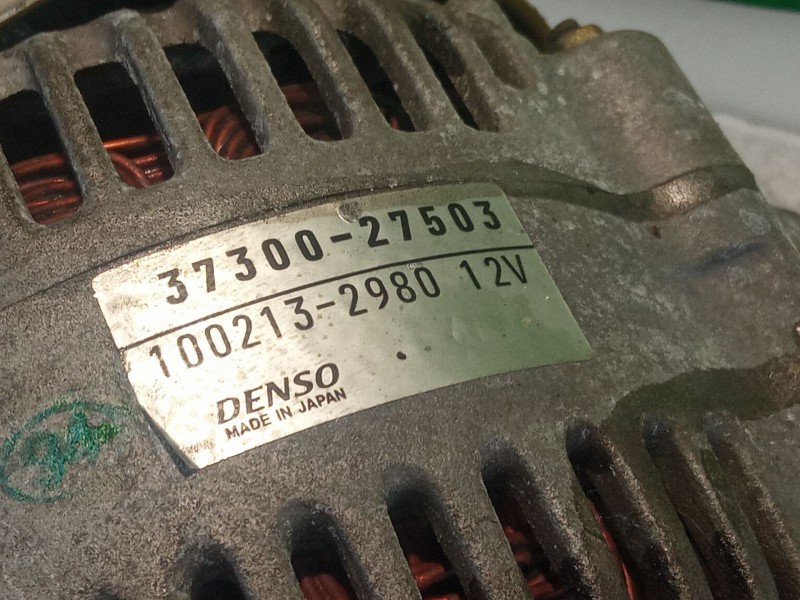 37300-27503
100213-2980 12V
DENSO
MADE IN JAPAN